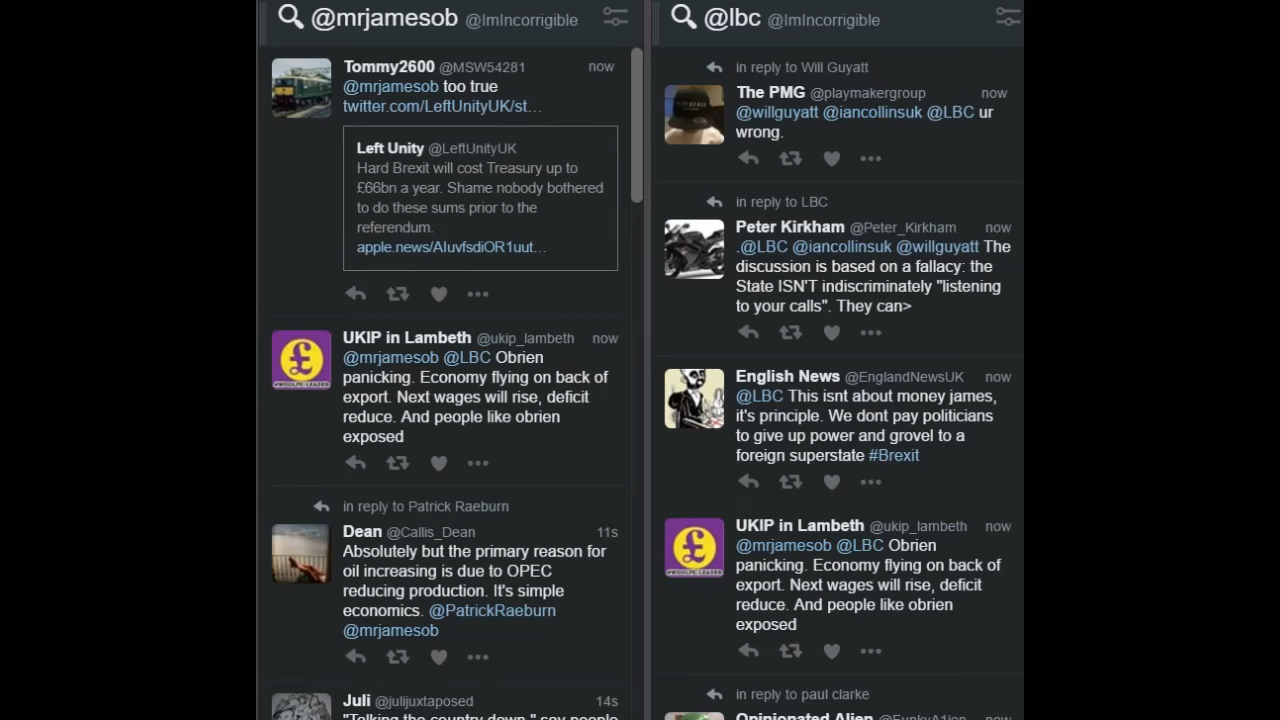 @mrjamesob @ImIncorrigible
Tommy2600 @MSW54281 now
@mrjamesob too true
twitter.com/LeftUnityUK/st…
Left Unity @LeftUnityUK
Hard Brexit will cost Treasury up to
£66bn a year. Shame nobody bothered
to do these sums prior to the
referendum.
apple.news/AIuvfsdiOR1uut…
UKIP in Lambeth @ukip_lambeth now
@mrjamesob @LBC Obrien
panicking. Economy flying on back of
export. Next wages will rise, deficit
reduce. And people like obrien
exposed
in reply to Patrick Raeburn
Dean @Callis_Dean 11s
Absolutely but the primary reason for
oil increasing is due to OPEC
reducing production. It's simple
economics. @PatrickRaeburn
@mrjamesob
Juli @julijuxtaposed 14s
"Talking the country down," say people
@lbc @ImIncorrigible
in reply to Will Guyatt
The PMG @playmakergroup now
@willguyatt @iancollinsuk @LBC ur
wrong.
in reply to LBC
Peter Kirkham @Peter_Kirkham now
.@LBC @iancollinsuk @willguyatt The
discussion is based on a fallacy: the
State ISN'T indiscriminately "listening
to your calls". They can>
English News @EnglandNewsUK now
@LBC This isnt about money james,
it's principle. We dont pay politicians
to give up power and grovel to a
foreign superstate #Brexit
UKIP in Lambeth @ukip_lambeth now
@mrjamesob @LBC Obrien
panicking. Economy flying on back of
export. Next wages will rise, deficit
reduce. And people like obrien
exposed
in reply to paul clarke
Opinionated Alien @FunkyA1ien now